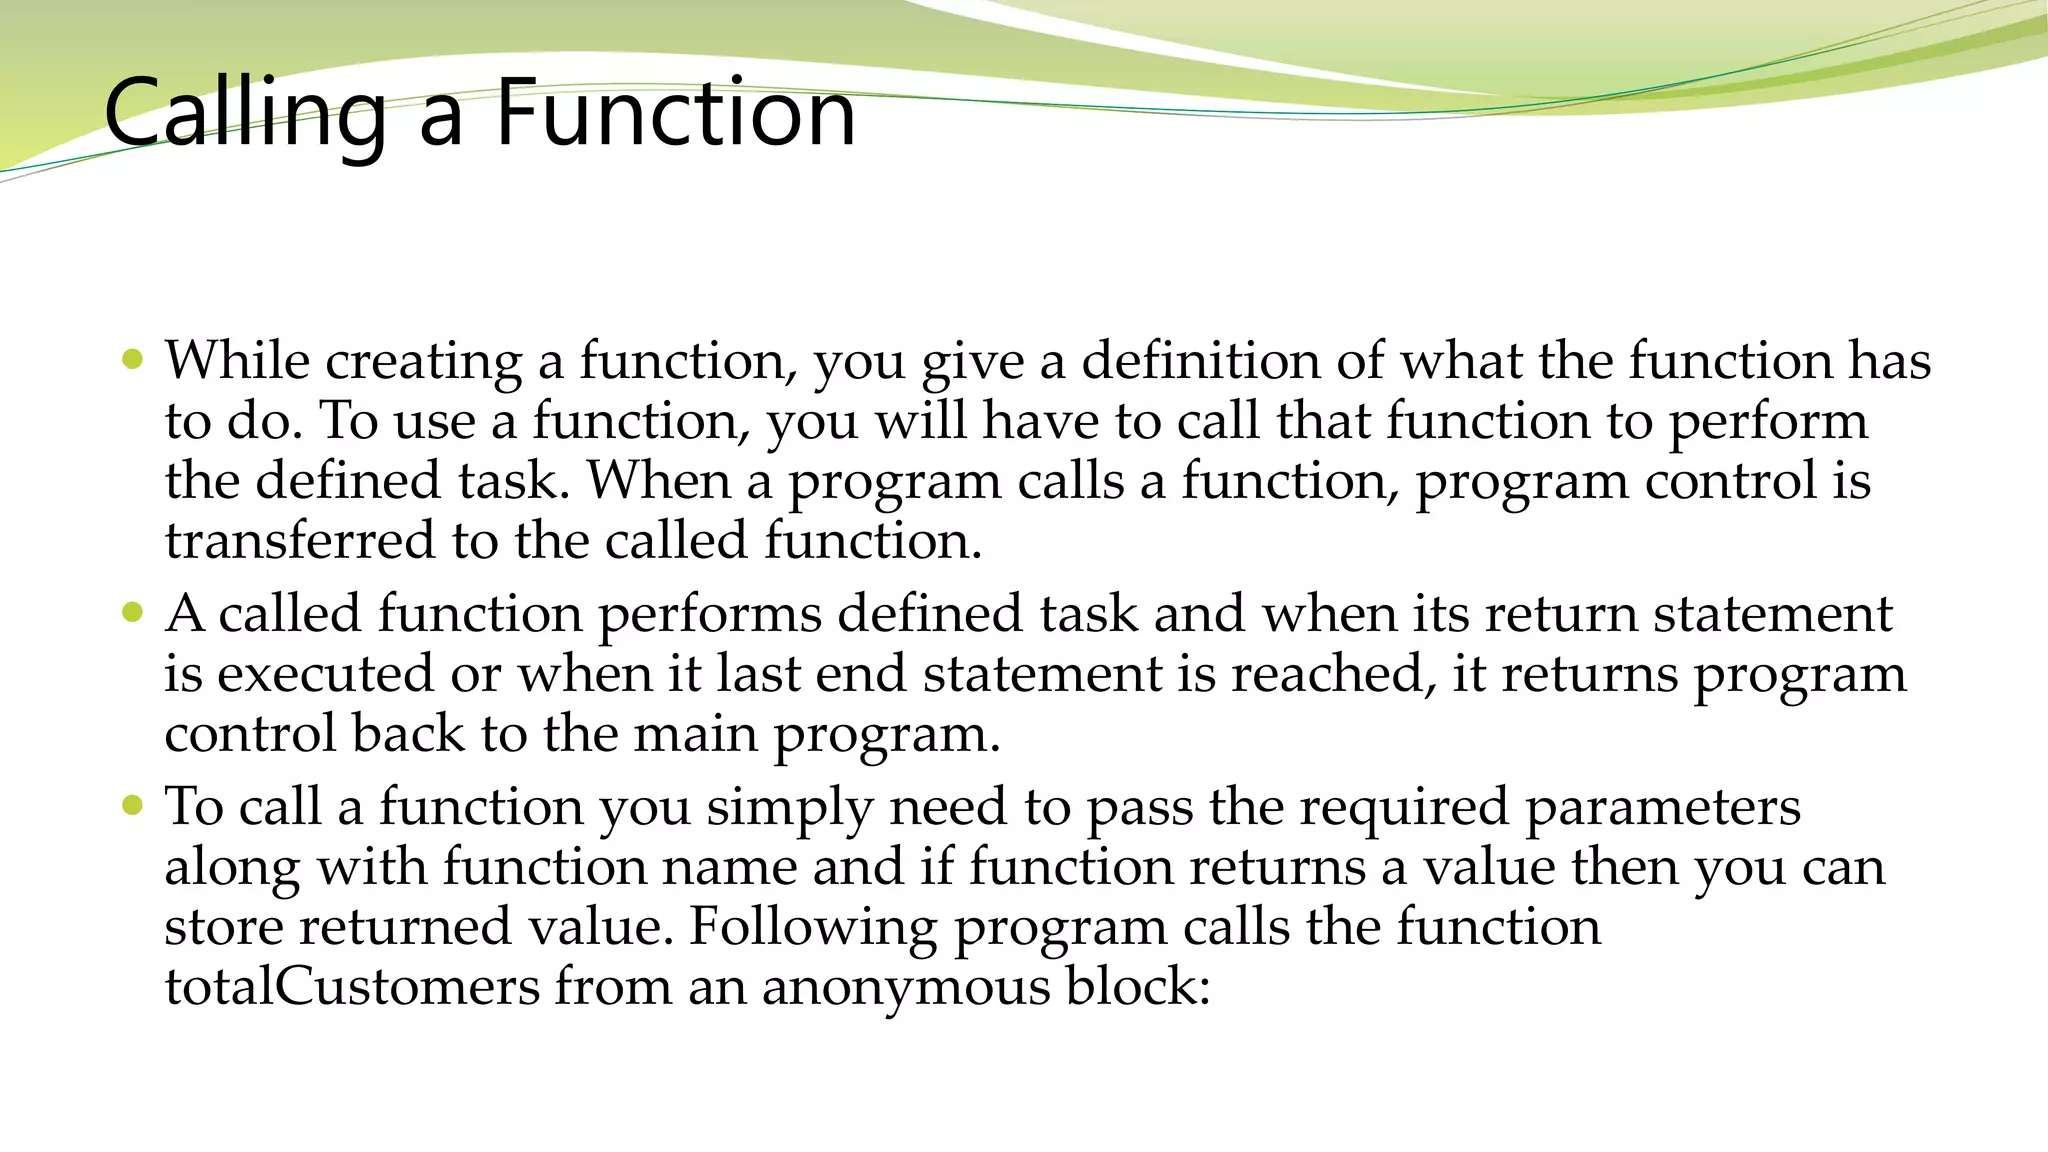 Calling a Function
While creating a function, you give a definition of what the function has
to do. To use a function, you will have to call that function to perform
the defined task. When a program calls a function, program control is
transferred to the called function.
A called function performs defined task and when its return statement
is executed or when it last end statement is reached, it returns program
control back to the main program.
To call a function you simply need to pass the required parameters
along with function name and if function returns a value then you can
store returned value. Following program calls the function
totalCustomers from an anonymous block: